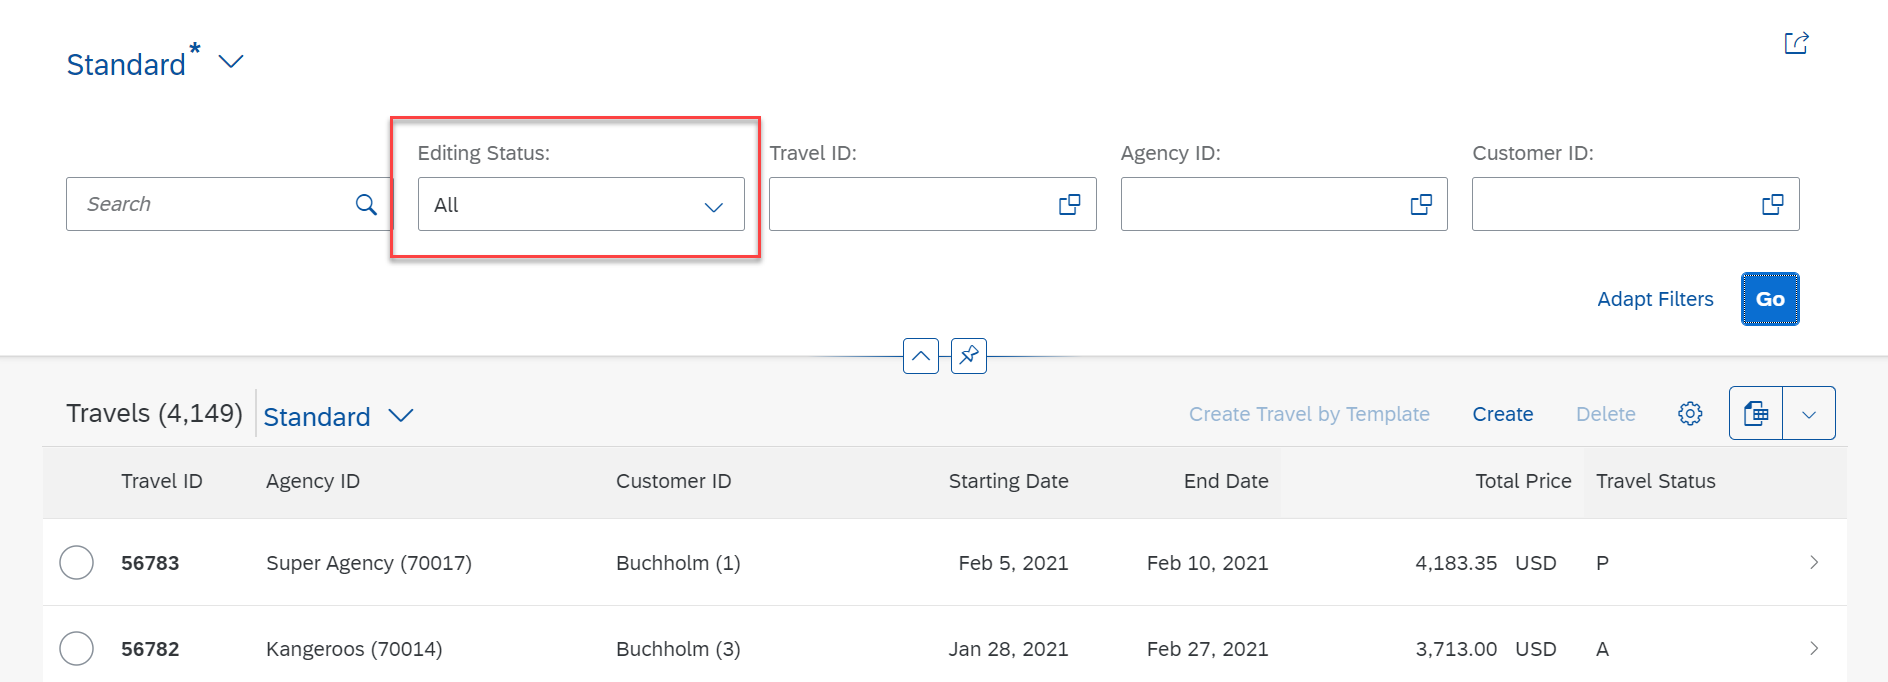 Standard*
Editing Status: Travel ID: Agency ID: Customer ID:
Search All
Adapt Filters Go
Travels (4,149) Standard Create Travel by Template Create Delete
Travel ID Agency ID Customer ID Starting Date End Date Total Price Travel Status
56783 Super Agency (70017) Buchholm (1) Feb 5, 2021 Feb 10, 2021 4,183.35 USD P
56782 Kangeroos (70014) Buchholm (3) Jan 28, 2021 Feb 27, 2021 3,713.00 USD A